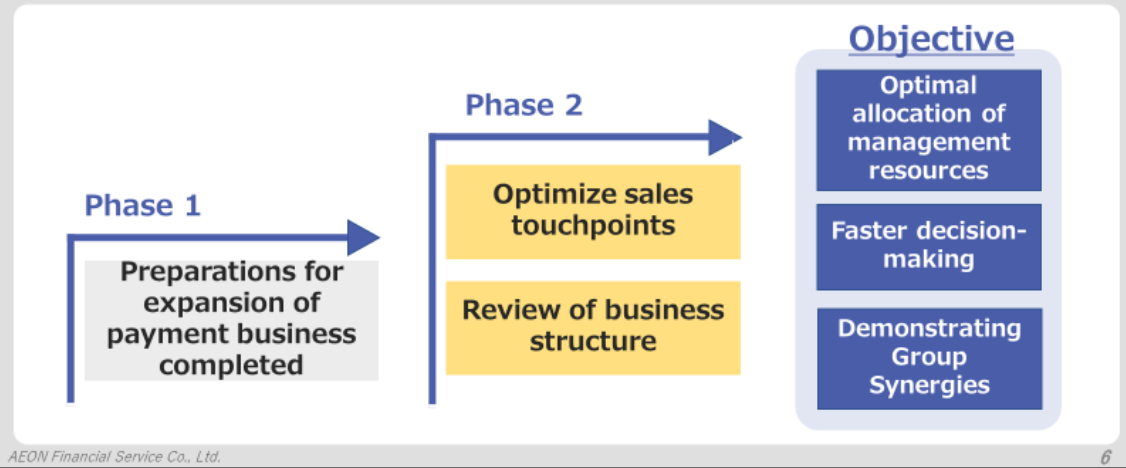 Phase 1
Preparations for
expansion of
payment business
completed
Phase 2
Optimize sales
touchpoints
Review of business
structure
Objective
Optimal
allocation of
management
resources
Faster decision-
making
Demonstrating
Group
Synergies
AEON Financial Service Co., Ltd.
6